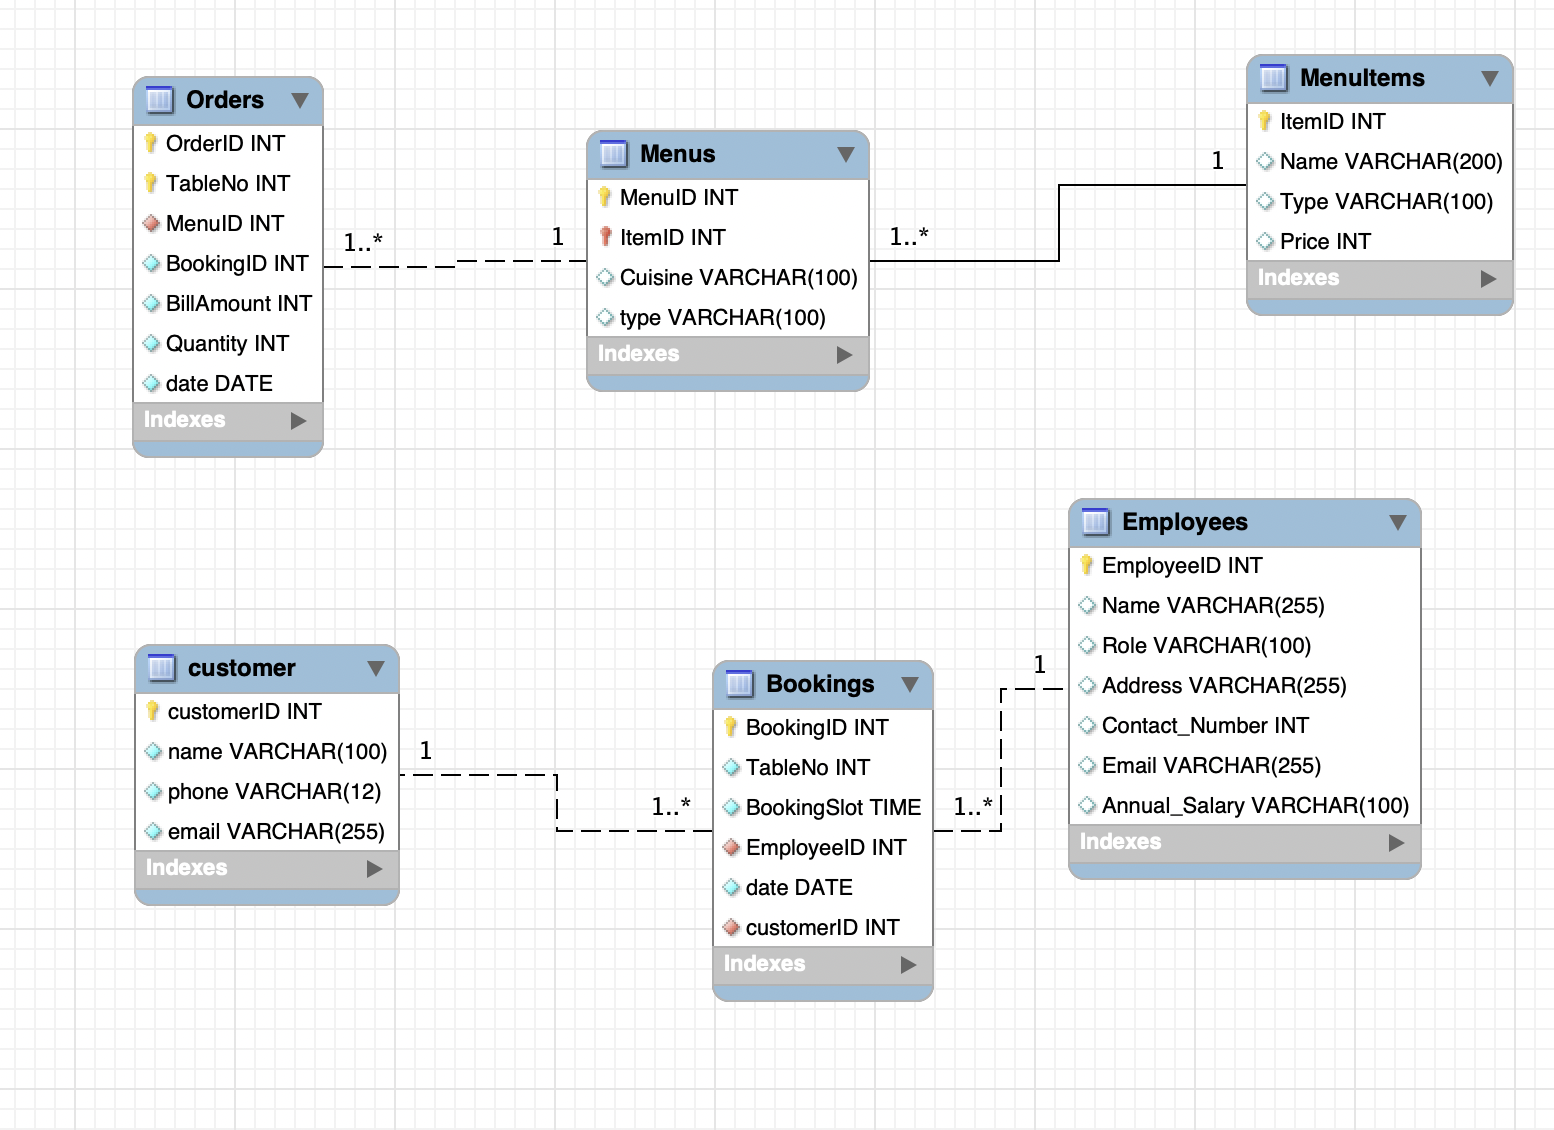 Orders
OrderID INT
TableNo INT
MenuID INT
BookingID INT
BillAmount INT
Quantity INT
date DATE
Indexes
1..*
1
Menus
MenuID INT
ItemID INT
Cuisine VARCHAR(100)
type VARCHAR(100)
Indexes
1..*
1
MenuItems
ItemID INT
Name VARCHAR(200)
Type VARCHAR(100)
Price INT
Indexes
customer
customerID INT
name VARCHAR(100)
phone VARCHAR(12)
email VARCHAR(255)
Indexes
1
1..*
Bookings
BookingID INT
TableNo INT
BookingSlot TIME
EmployeeID INT
date DATE
customerID INT
Indexes
1..*
1
Employees
EmployeeID INT
Name VARCHAR(255)
Role VARCHAR(100)
Address VARCHAR(255)
Contact_Number INT
Email VARCHAR(255)
Annual_Salary VARCHAR(100)
Indexes